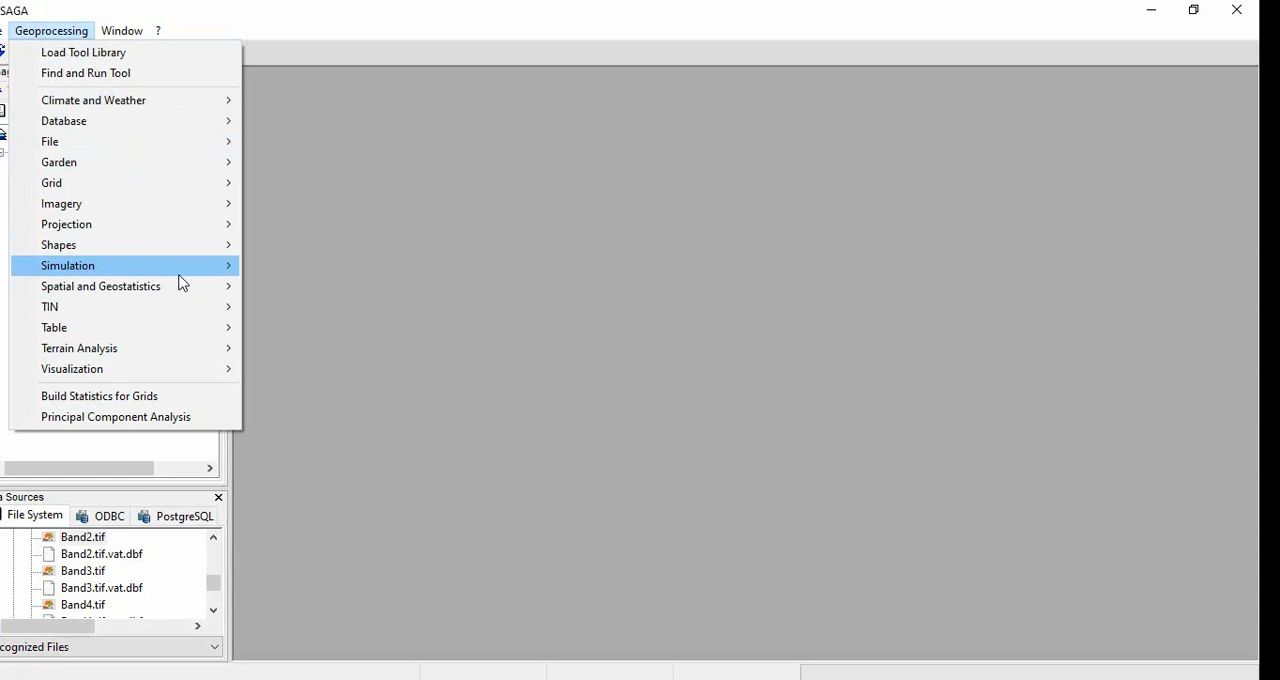 SAGA
Geoprocessing Window ?
Load Tool Library
Find and Run Tool
Climate and Weather
Database
File
Garden
Grid
Imagery
Projection
Shapes
Simulation
Spatial and Geostatistics
TIN
Table
Terrain Analysis
Visualization
Build Statistics for Grids
Principal Component Analysis
a Sources
File System ODBC PostgreSQL
Band2.tif
Band2.tif.vat.dbf
Band3.tif
Band3.tif.vat.dbf
Band4.tif
cognized Files